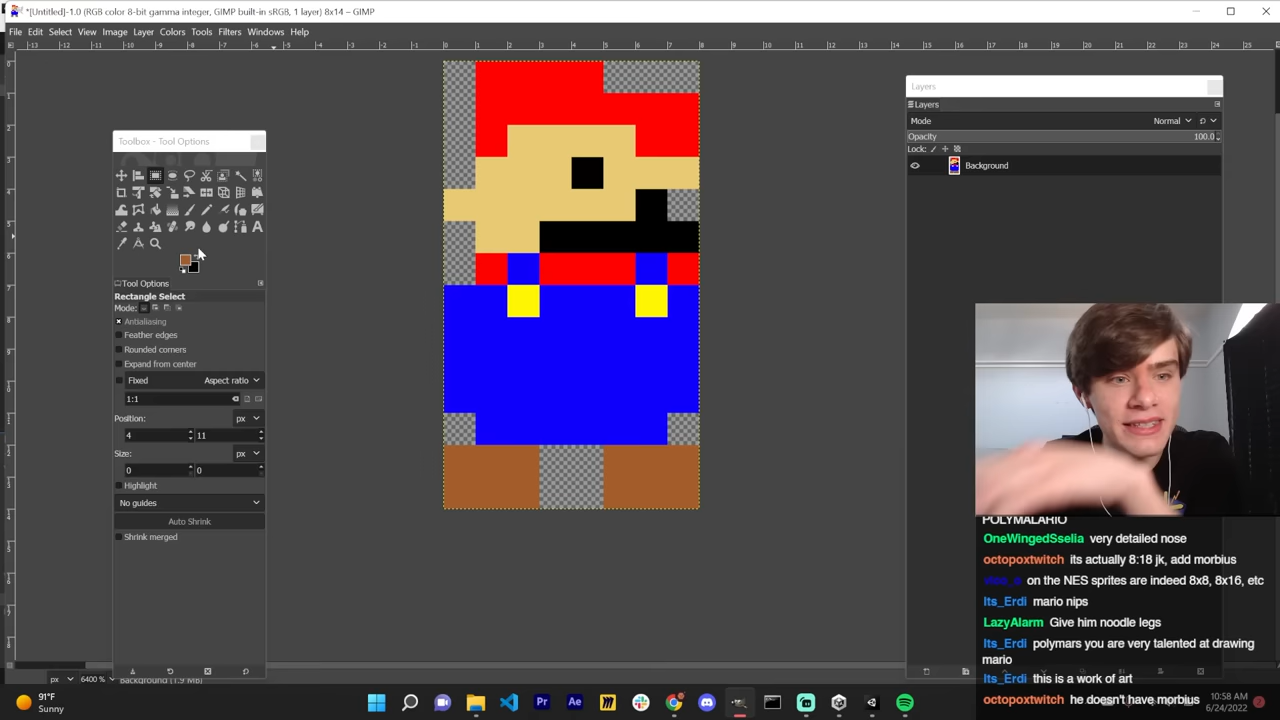 *[Untitled]-1.0 (RGB color 8-bit gamma integer, GIMP built-in sRGB, 1 layer) 8x14 – GIMP
File Edit Select View Image Layer Colors Tools Filters Windows Help
Toolbox - Tool Options
Tool Options
Rectangle Select
Mode:
Antialiasing
Feather edges
Rounded corners
Expand from center
Fixed Aspect ratio
1:1
Position: px
4 11
Size: px
0 0
Highlight
No guides
Auto Shrink
Shrink merged
px 6400 % Background (1.9 MB)
Layers
Layers
Mode Normal
Opacity 100.0
Lock:
Background
POLYMALARIO
OneWingedSselia very detailed nose
octopoxtwitch its actually 8:18 jk, add morbius
on the NES sprites are indeed 8x8, 8x16, etc
Its_Erdi mario nips
LazyAlarm Give him noodle legs
Its_Erdi polymars you are very talented at drawing
mario
Its_Erdi this is a work of art
octopoxtwitch he doesn't have morbius
91°F
Sunny
10:58 AM
6/24/2022